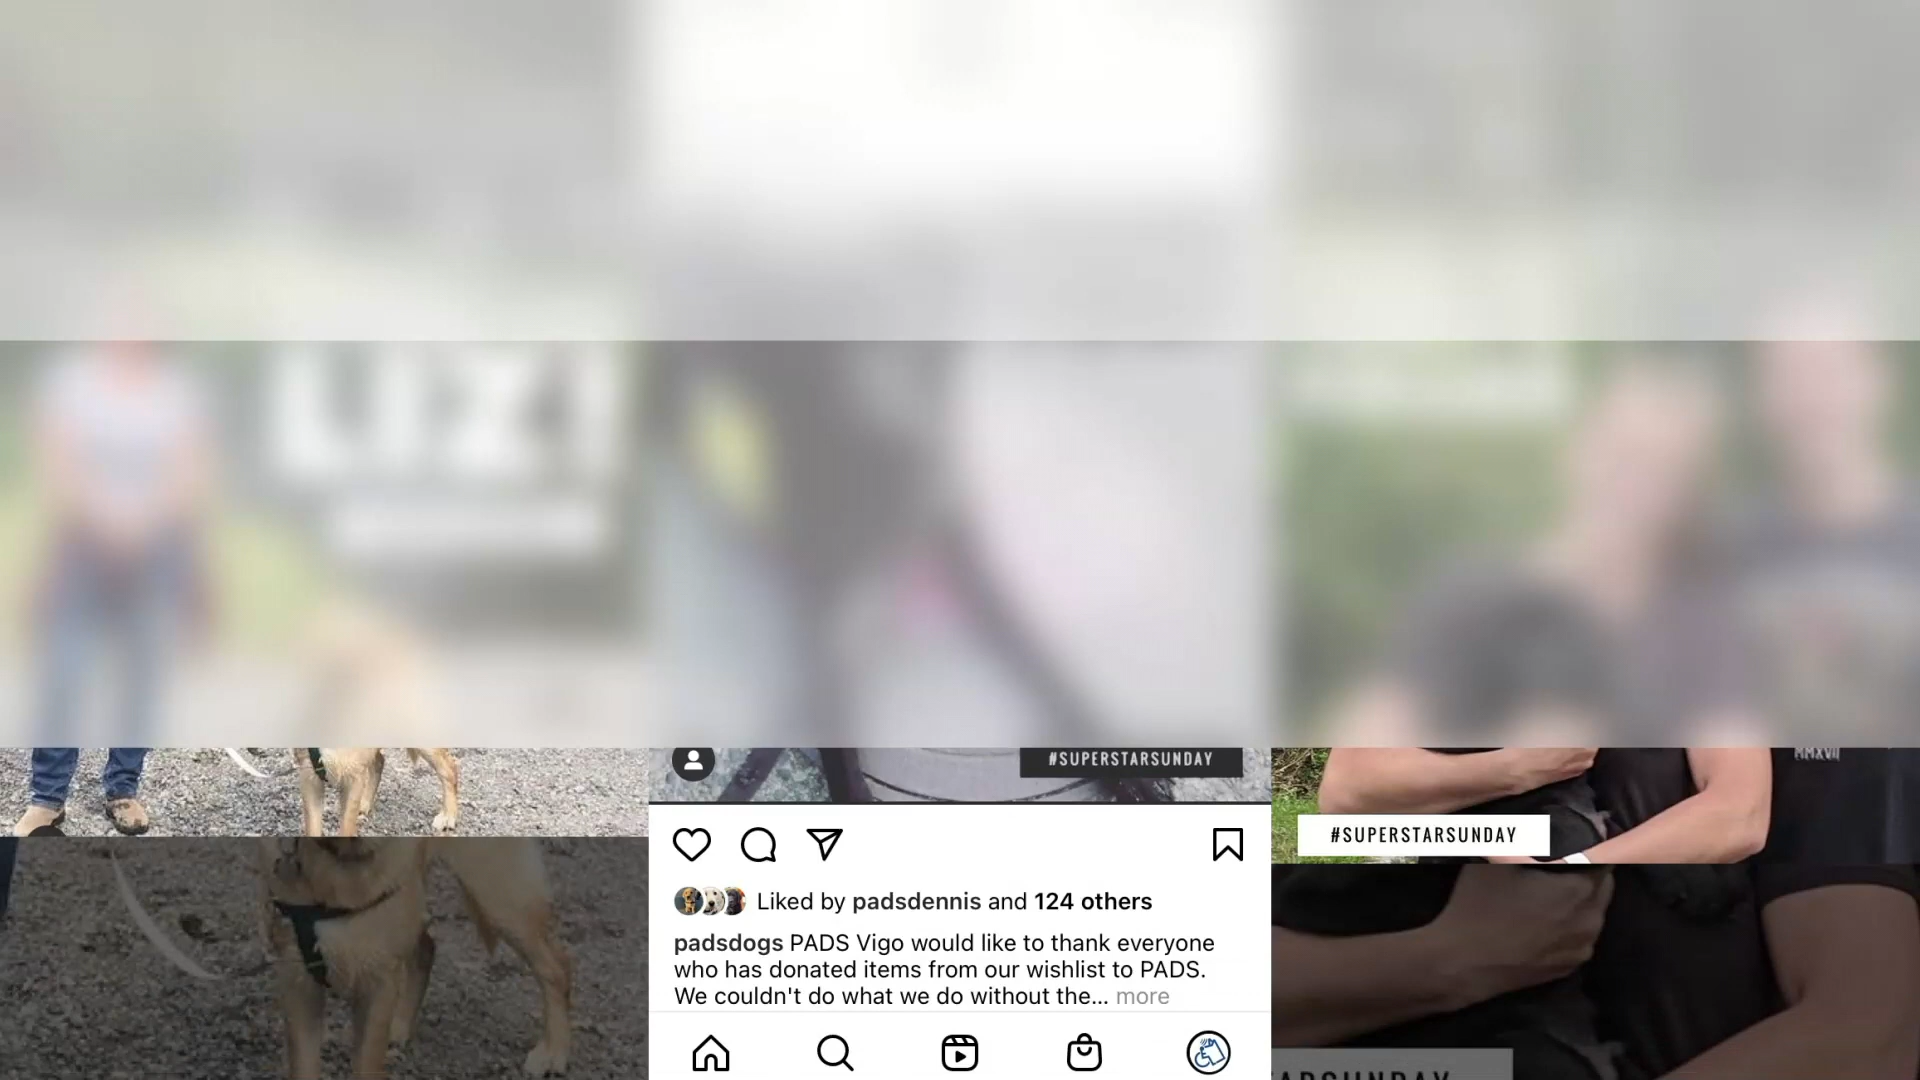 #SUPERSTARSUNDAY
MMXVII
#SUPERSTARSUNDAY
Liked by padsdennis and 124 others
padsdogs PADS Vigo would like to thank everyone
who has donated items from our wishlist to PADS.
We couldn't do what we do without the... more